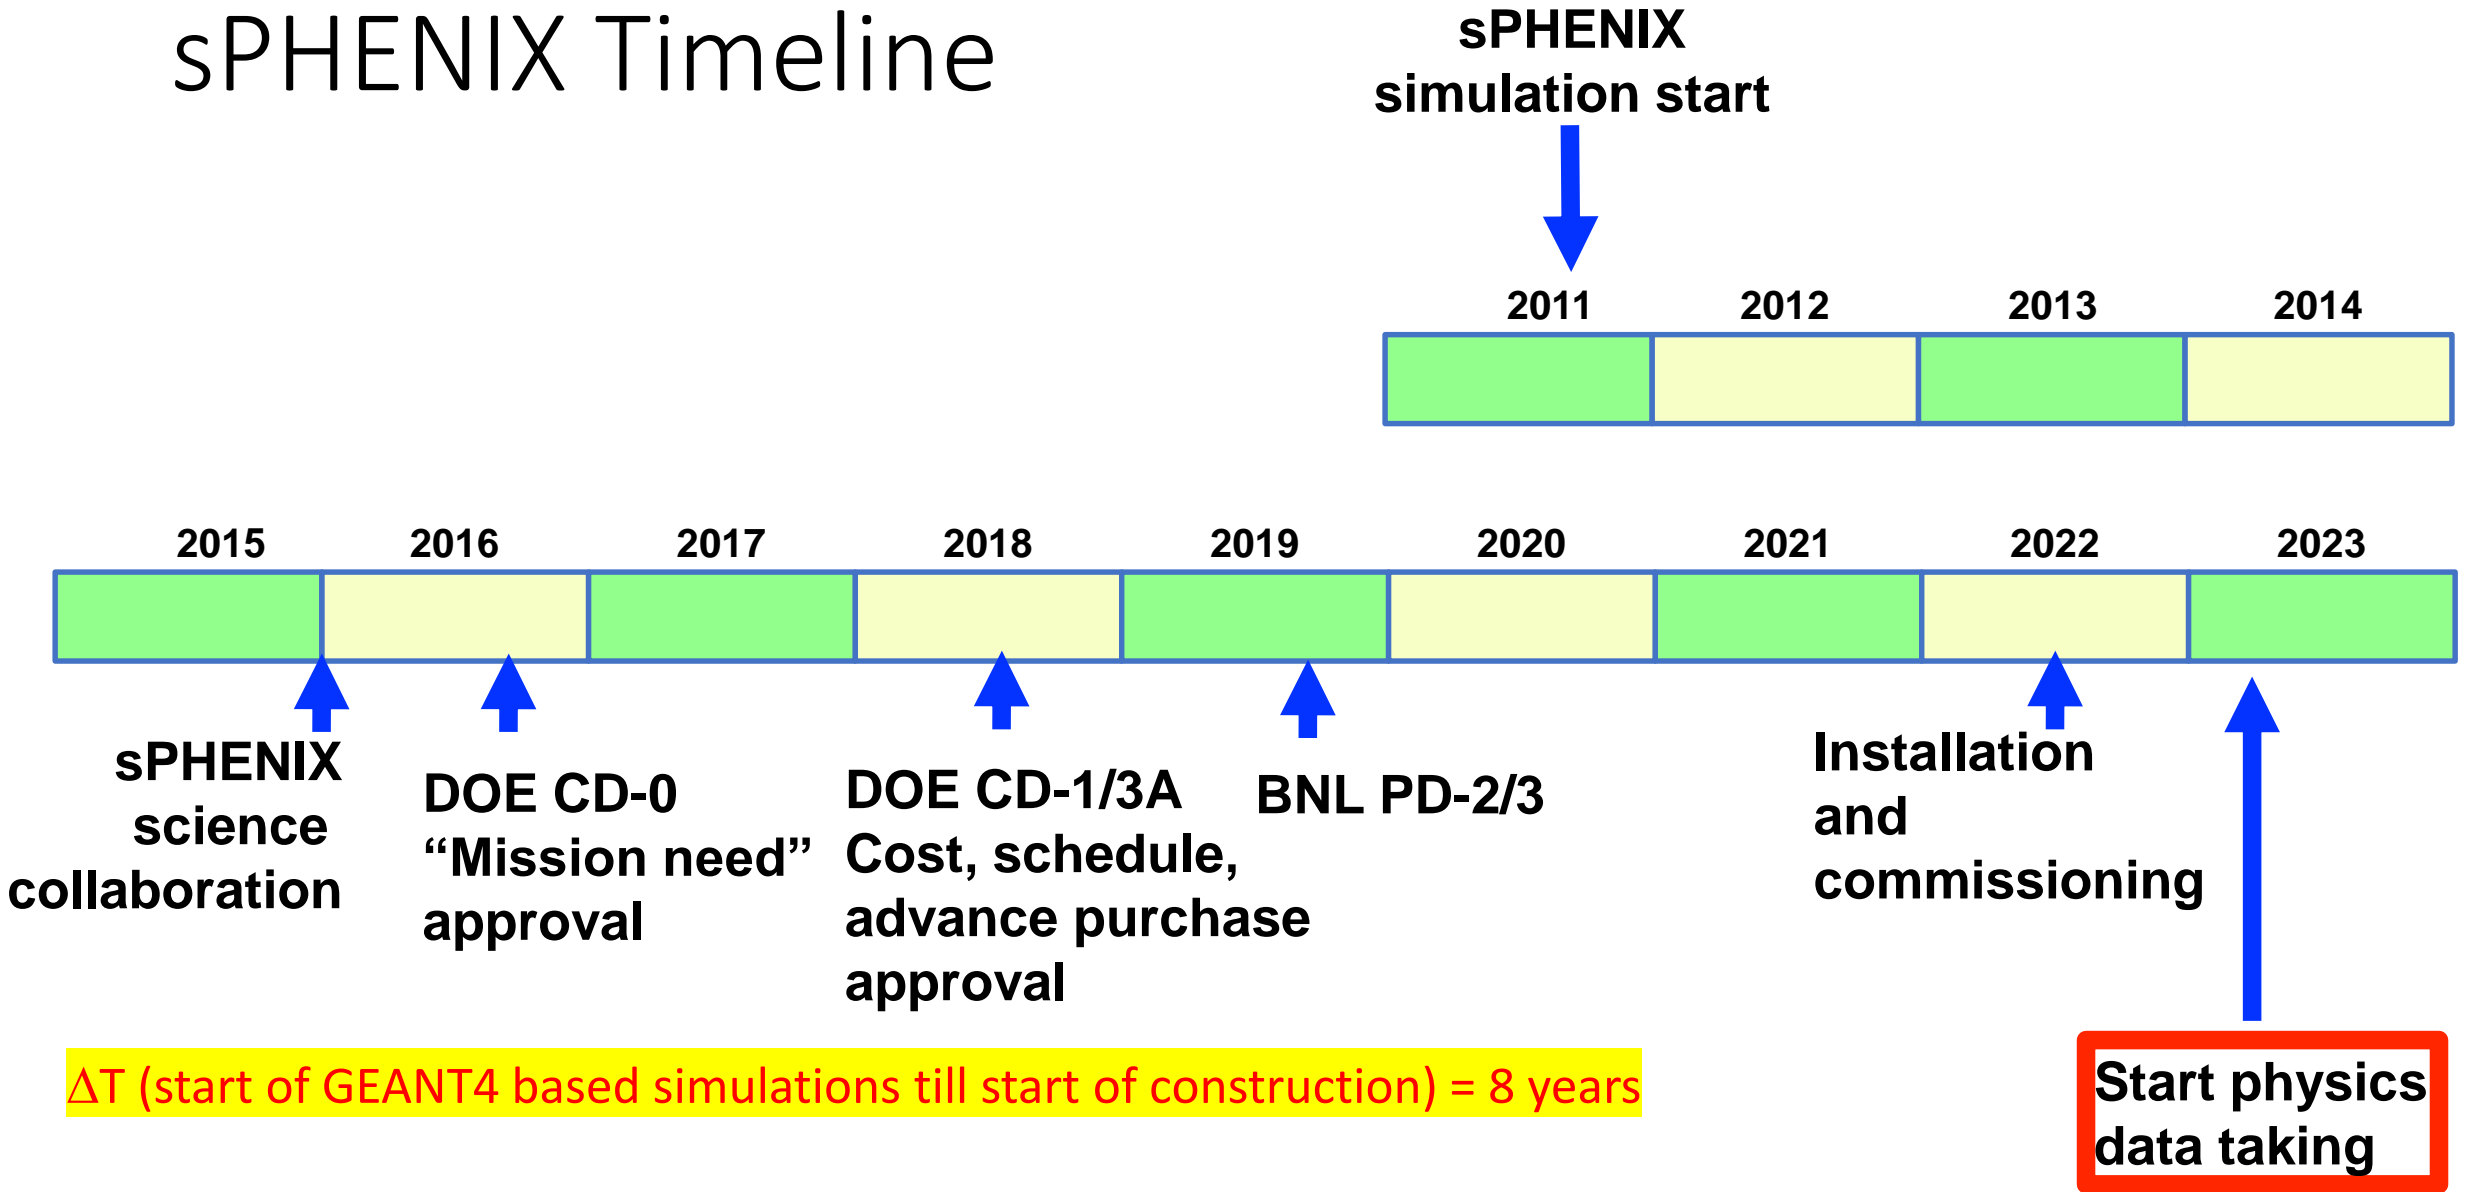 sPHENIX Timeline
sPHENIX
simulation start
2011 2012 2013 2014
2015 2016 2017 2018 2019 2020 2021 2022 2023
sPHENIX
science
collaboration
DOE CD-0
“Mission need”
approval
DOE CD-1/3A
Cost, schedule,
advance purchase
approval
BNL PD-2/3
Installation
and
commissioning
ΔT (start of GEANT4 based simulations till start of construction) = 8 years
Start physics
data taking